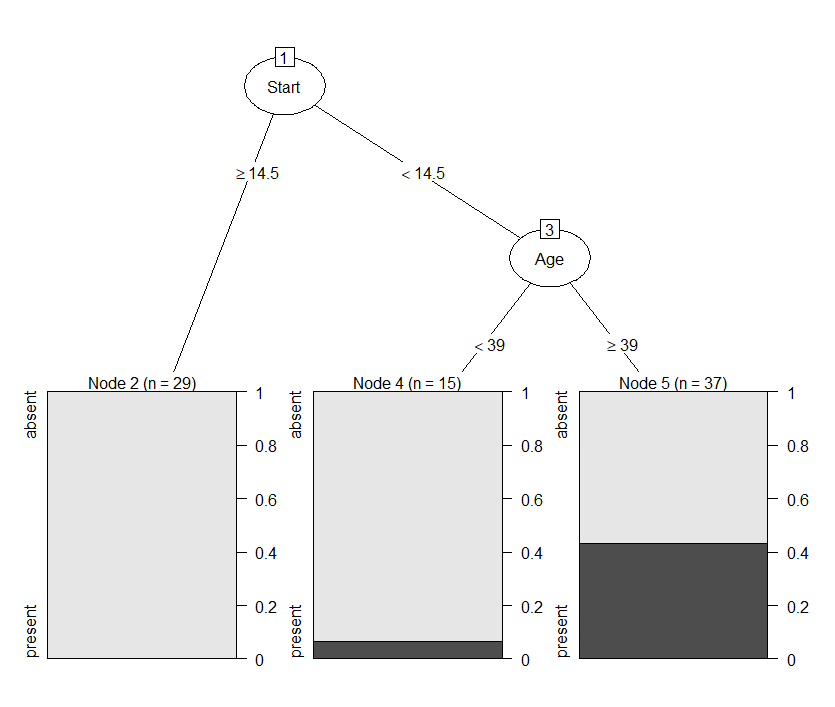 1
Start
≥ 14.5
< 14.5
3
Age
< 39
≥ 39
Node 2 (n = 29)
absent
present
1
0.8
0.6
0.4
0.2
0
Node 4 (n = 15)
absent
present
1
0.8
0.6
0.4
0.2
0
Node 5 (n = 37)
absent
present
1
0.8
0.6
0.4
0.2
0